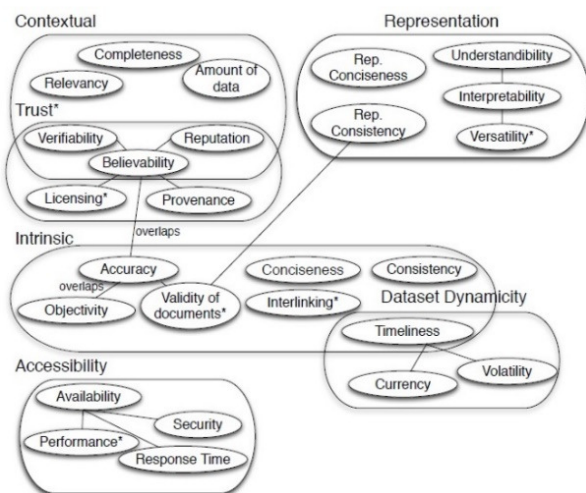 Contextual
Representation
Completeness
Rep.
Conciseness
Understandibility
Relevancy
Amount of
data
Interpretability
Trust*
Rep.
Consistency
Verifiability
Reputation
Versatility*
Believability
Licensing*
Provenance
overlaps
Intrinsic
Accuracy
Conciseness
Consistency
overlaps
Objectivity
Validity of
documents*
Interlinking*
Dataset Dynamicity
Timeliness
Accessibility
Currency
Volatility
Availability
Security
Performance*
Response Time